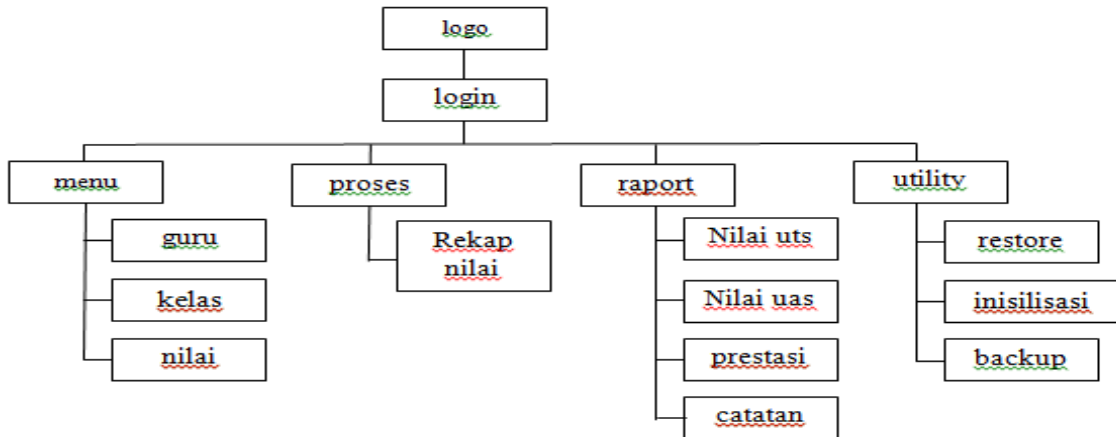 logo
login
menu
proses
raport
utility
guru
kelas
nilai
Rekap
nilai
Nilai uts
Nilai uas
prestasi
catatan
restore
inisilisasi
backup